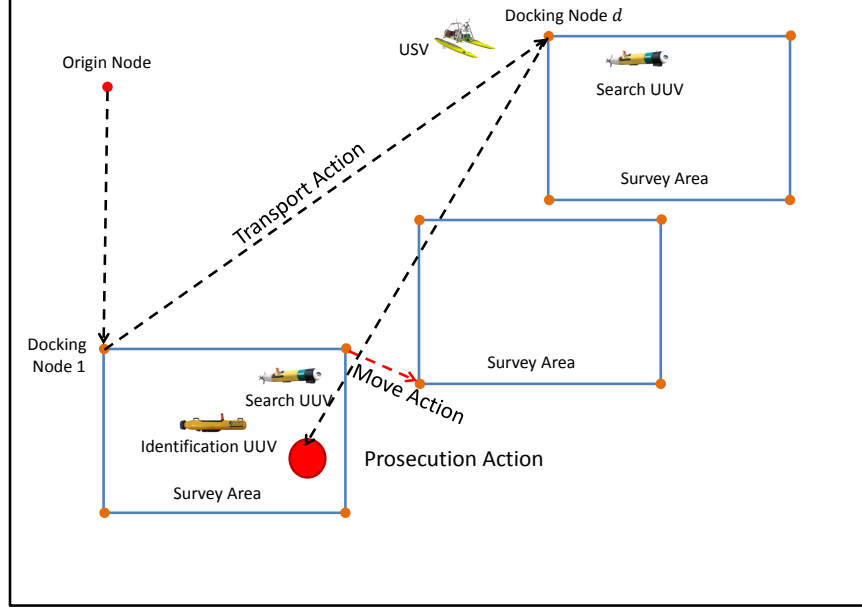 Docking Node d
USV
Origin Node
Search UUV
Survey Area
Transport Action
Docking
Node 1
Survey Area
Move Action
Search UUV
Identification UUV
Prosecution Action
Survey Area